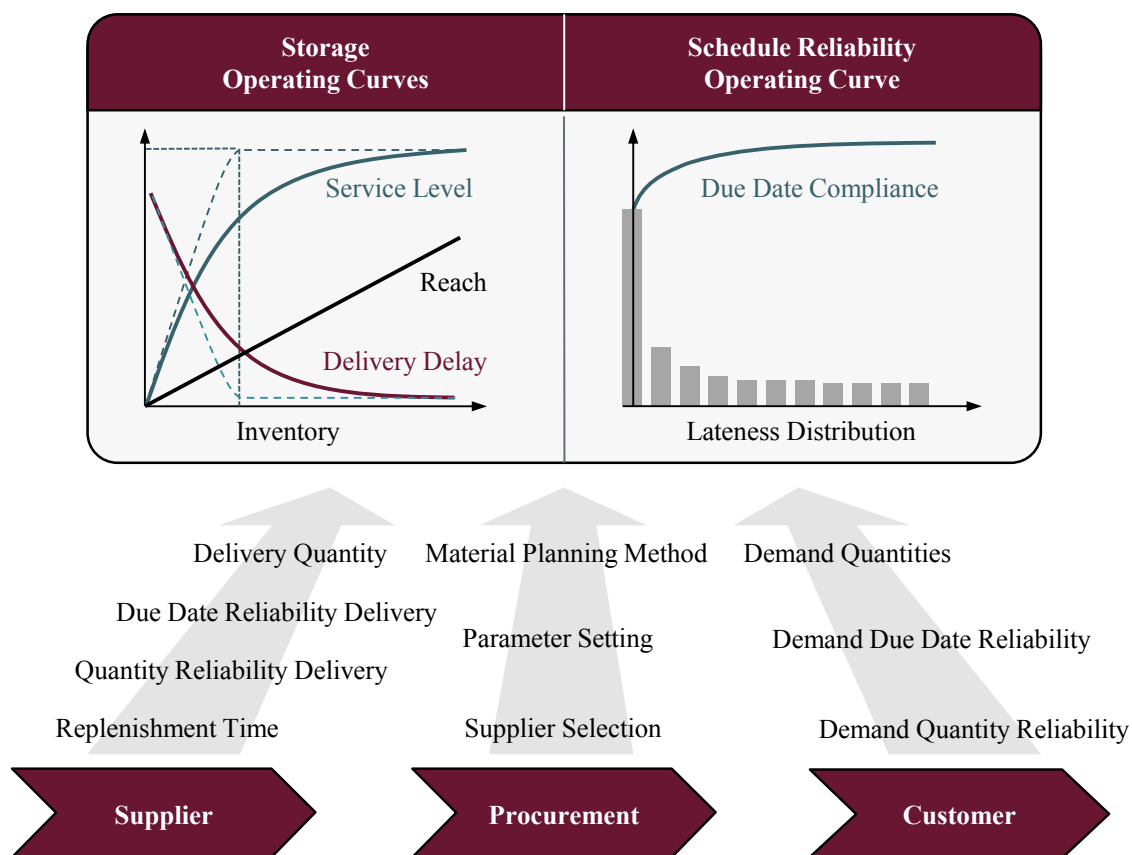 Storage
Operating Curves
Schedule Reliability
Operating Curve
Service Level
Reach
Delivery Delay
Inventory
Due Date Compliance
Lateness Distribution
Delivery Quantity
Due Date Reliability Delivery
Quantity Reliability Delivery
Replenishment Time
Material Planning Method
Parameter Setting
Supplier Selection
Demand Quantities
Demand Due Date Reliability
Demand Quantity Reliability
Supplier
Procurement
Customer